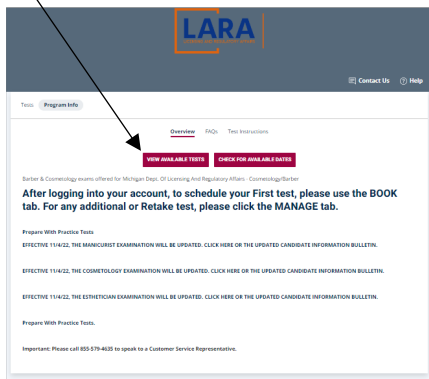 LARA
Contact Us Help
Tests Program Info
Overview FAQs Test Instructions
VIEW AVAILABLE TESTS CHECK FOR AVAILABLE DATES
Barber & Cosmetology exams offered for Michigan Dept. Of Licensing And Regulatory Affairs - Cosmetology/Barber
After logging into your account, to schedule your First test, please use the BOOK
tab. For any additional or Retake test, please click the MANAGE tab.
Prepare With Practice Tests
EFFECTIVE 11/4/22, THE MANICURIST EXAMINATION WILL BE UPDATED. CLICK HERE OR THE UPDATED CANDIDATE INFORMATION BULLETIN.
EFFECTIVE 11/4/22, THE COSMETOLOGY EXAMINATION WILL BE UPDATED. CLICK HERE OR THE UPDATED CANDIDATE INFORMATION BULLETIN.
EFFECTIVE 11/4/22, THE ESTHETICIAN EXAMINATION WILL BE UPDATED. CLICK HERE OR THE UPDATED CANDIDATE INFORMATION BULLETIN.
Prepare With Practice Tests.
Important: Please call 855-579-4635 to speak to a Customer Service Representative.